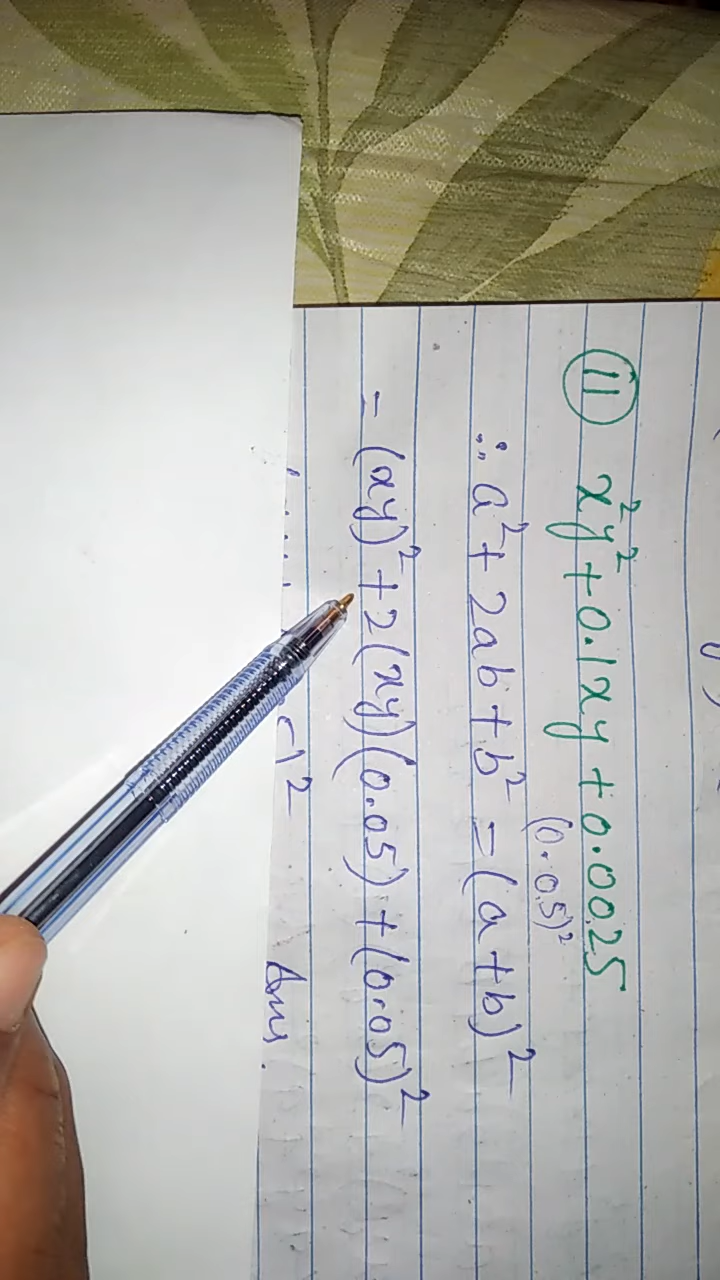 (11) x²y² + 0.1xy + 0.0025
(0.05)²
∴ a² + 2ab + b² = (a+b)²
= (xy)² + 2(xy)(0.05) + (0.05)²
Ans.